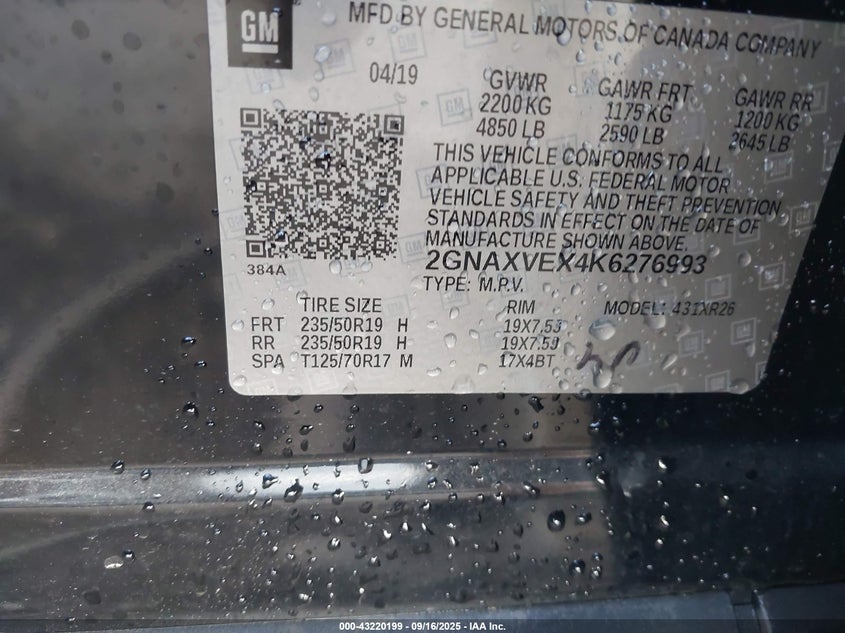 GM
MFD BY GENERAL MOTORS OF CANADA COMPANY
04/19
GVWR GAWR FRT GAWR RR
2200 KG 1175 KG 1200 KG
4850 LB 2590 LB 2645 LB
THIS VEHICLE CONFORMS TO ALL
APPLICABLE U.S. FEDERAL MOTOR
VEHICLE SAFETY AND THEFT PREVENTION
STANDARDS IN EFFECT ON THE DATE OF
MANUFACTURE SHOWN ABOVE.
384A
2GNAXVEX4K6276993
TYPE: M.P.V.
TIRE SIZE RIM MODEL: 431XR26
FRT 235/50R19 H 19X7.5J
RR 235/50R19 H 19X7.5J
SPA T125/70R17 M 17X4BT
000-43220199 - 09/16/2025 - IAA Inc.